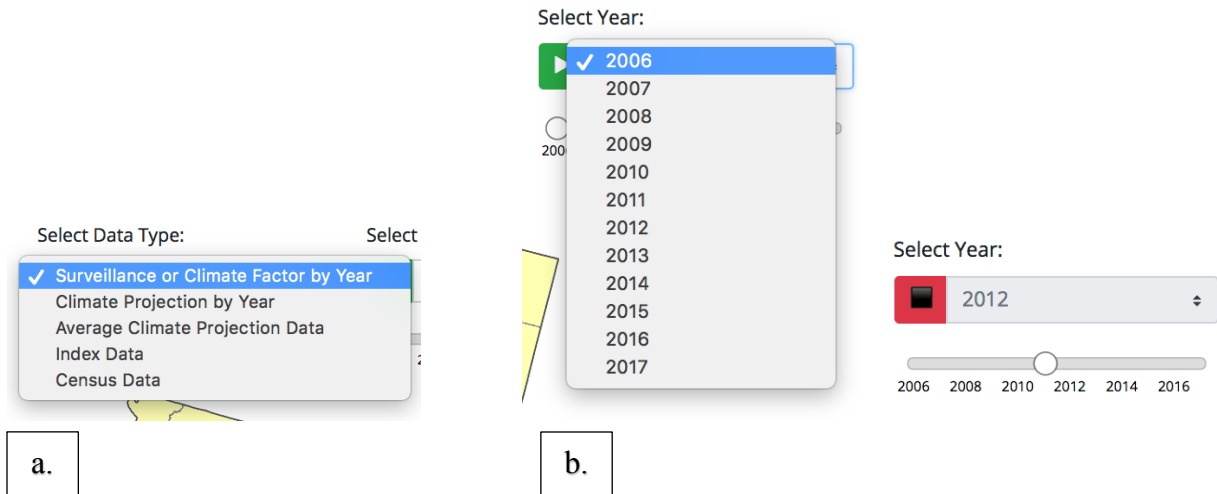 Select Data Type:
Select
Surveillance or Climate Factor by Year
Climate Projection by Year
Average Climate Projection Data
Index Data
Census Data
a.
Select Year:
2006
2007
2008
2009
2010
2011
2012
2013
2014
2015
2016
2017
200
b.
Select Year:
2012
2006 2008 2010 2012 2014 2016